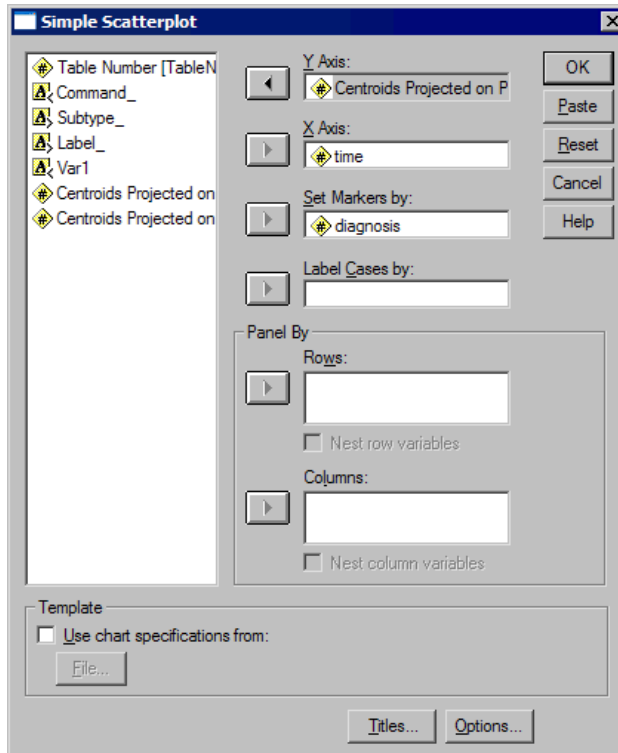 Simple Scatterplot
Table Number [TableN
Command_
Subtype_
Label_
Var1
Centroids Projected on
Centroids Projected on
Y Axis:
Centroids Projected on P
X Axis:
time
Set Markers by:
diagnosis
Label Cases by:
Panel By
Rows:
Nest row variables
Columns:
Nest column variables
OK
Paste
Reset
Cancel
Help
Template
Use chart specifications from:
File...
Titles...
Options...